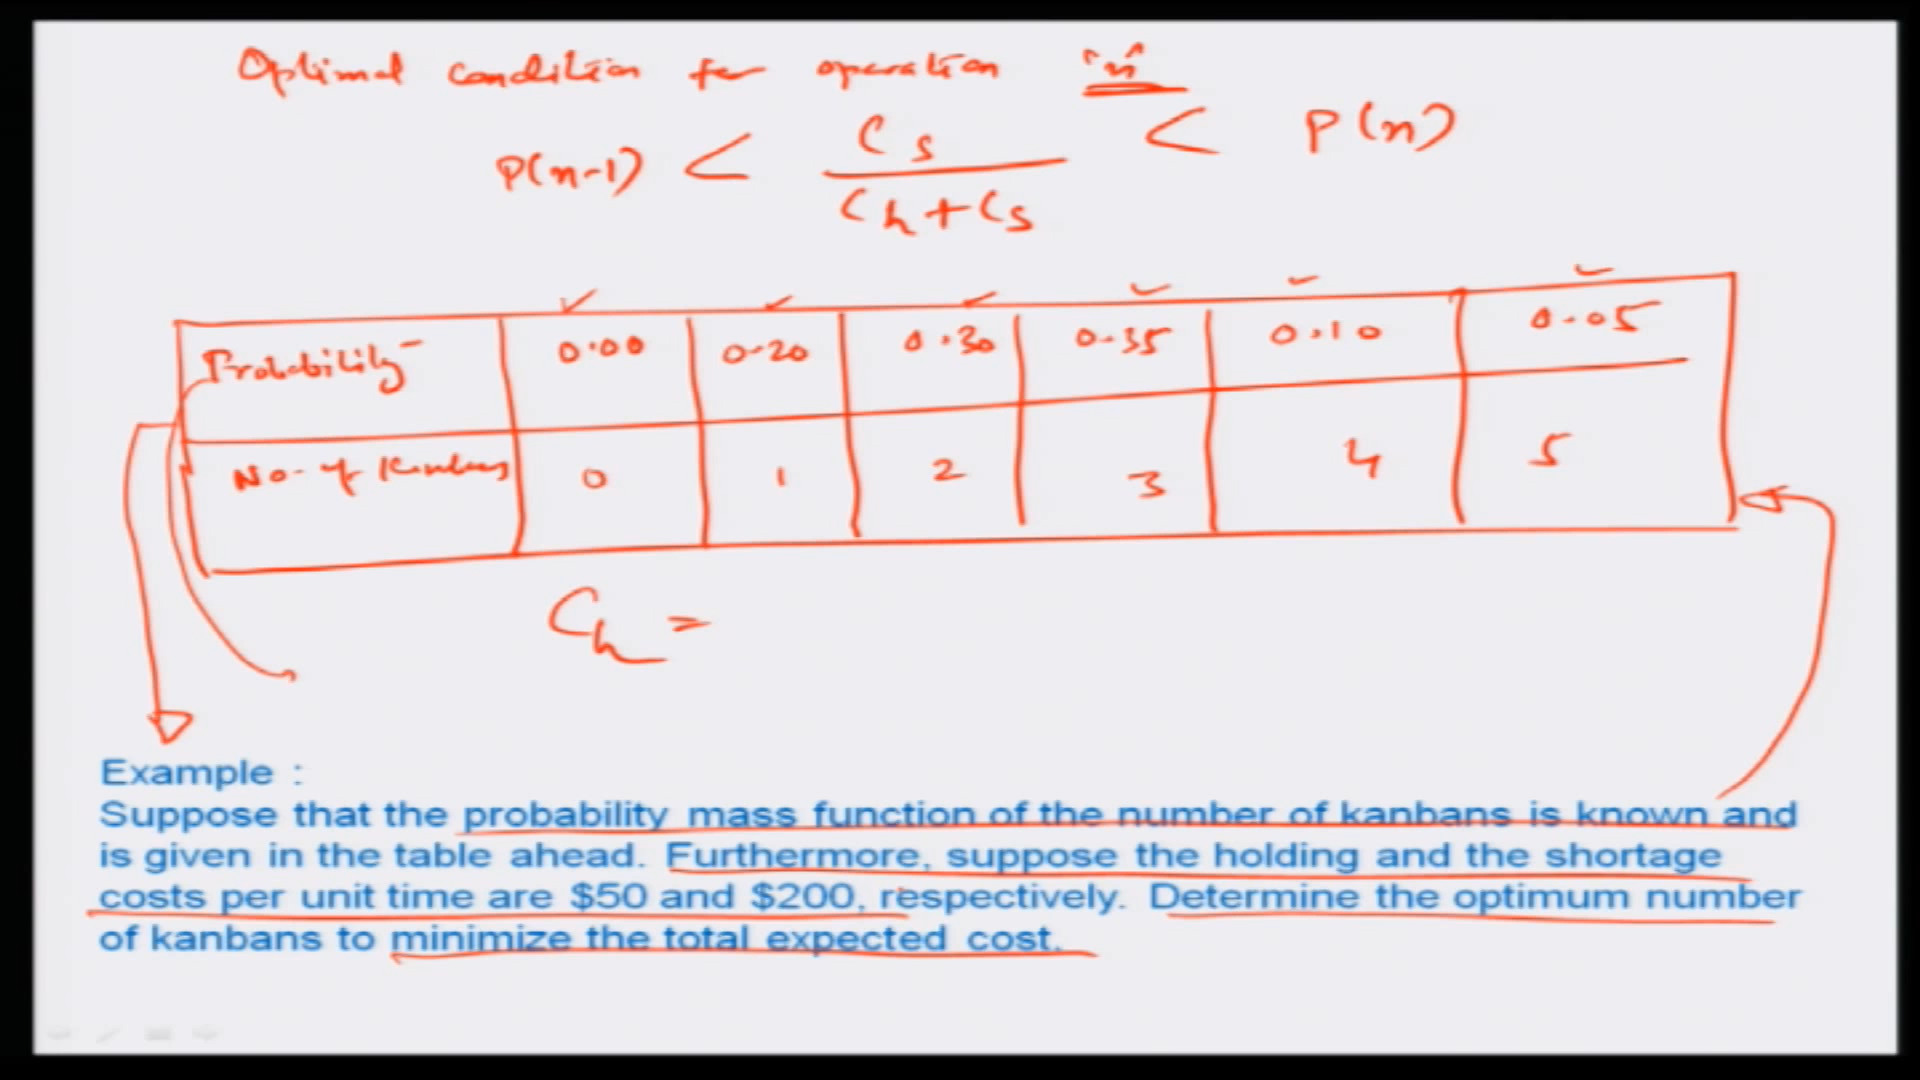 Optimal condition for operation "n"
P(n-1) < Cs / Ch + Cs < P(n)
Probability 0.00 0.20 0.30 0.35 0.10 0.05
No. of Kanbans 0 1 2 3 4 5
Ch =
Example :
Suppose that the probability mass function of the number of kanbans is known and
is given in the table ahead. Furthermore, suppose the holding and the shortage
costs per unit time are $50 and $200, respectively. Determine the optimum number
of kanbans to minimize the total expected cost.